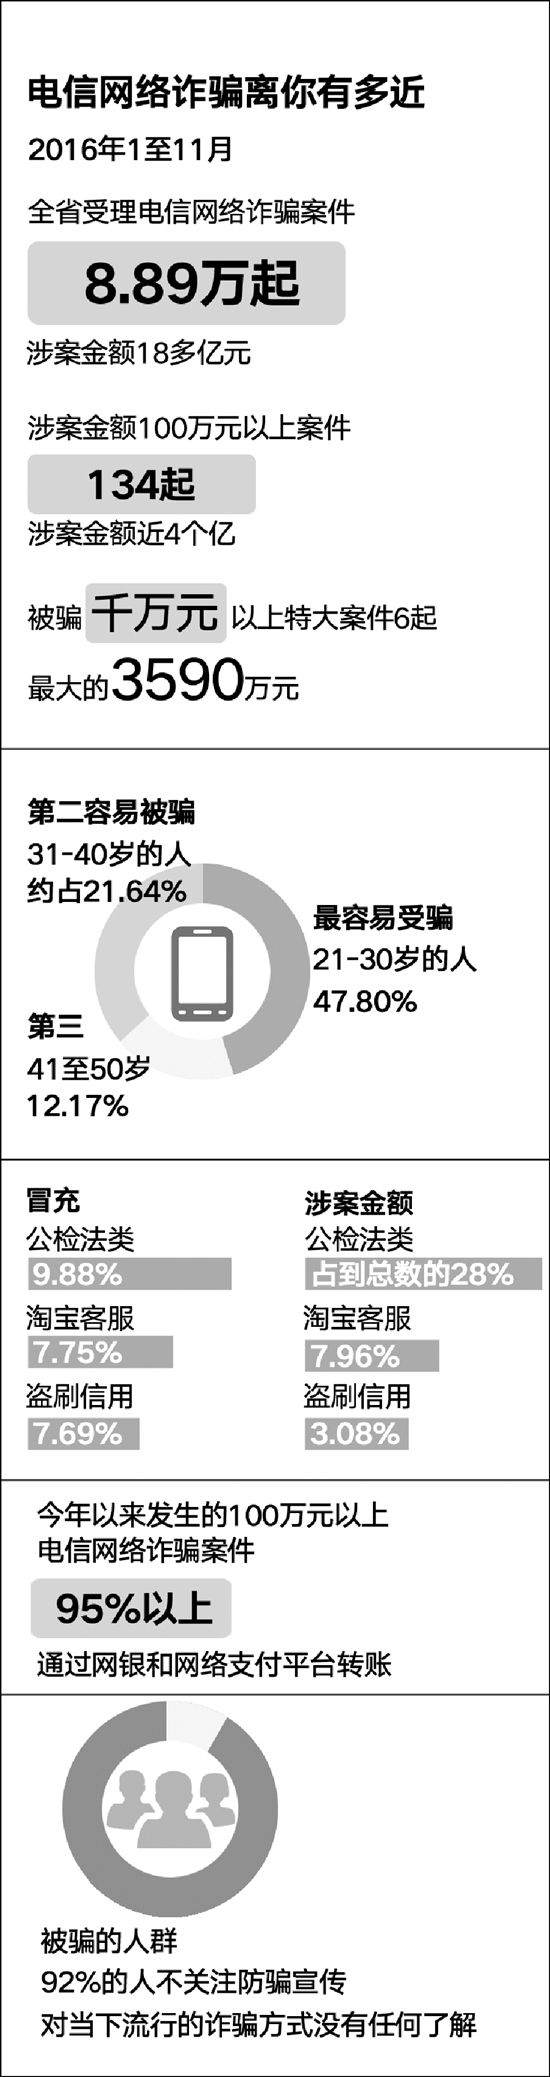 电信网络诈骗离你有多近
2016年1至11月
全省受理电信网络诈骗案件
8.89万起
涉案金额18多亿元
涉案金额100万元以上案件
134起
涉案金额近4个亿
被骗千万元以上特大案件6起
最大的3590万元
第二容易被骗
31-40岁的人
约占21.64%
最容易受骗
21-30岁的人
47.80%
第三
41至50岁
12.17%
冒充
公检法类
9.88%
淘宝客服
7.75%
盗刷信用
7.69%
涉案金额
公检法类
占到总数的28%
淘宝客服
7.96%
盗刷信用
3.08%
今年以来发生的100万元以上
电信网络诈骗案件
95%以上
通过网银和网络支付平台转账
被骗的人群
92%的人不关注防骗宣传
对当下流行的诈骗方式没有任何了解